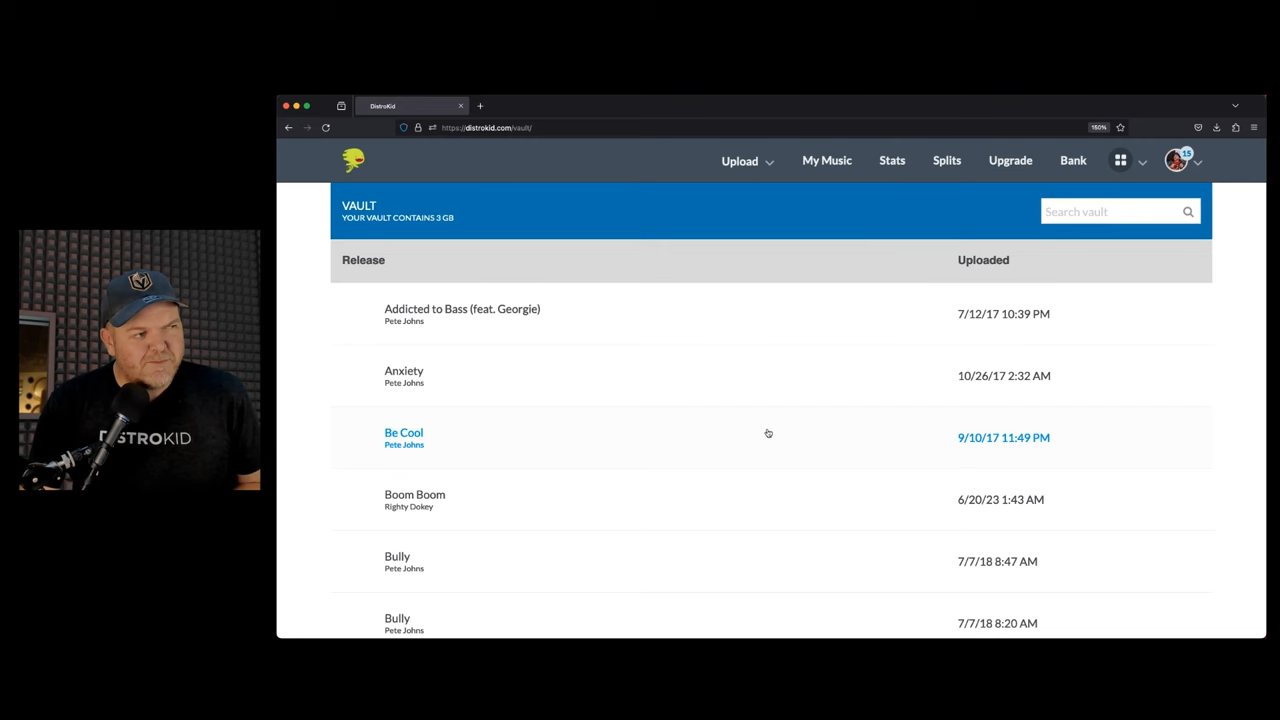 DistroKid
https://distrokid.com/vault/
150%
Upload
My Music
Stats
Splits
Upgrade
Bank
15
VAULT
YOUR VAULT CONTAINS 3 GB
Search vault
Release
Uploaded
Addicted to Bass (feat. Georgie)
Pete Johns
7/12/17 10:39 PM
Anxiety
Pete Johns
10/26/17 2:32 AM
Be Cool
Pete Johns
9/10/17 11:49 PM
Boom Boom
Righty Dokey
6/20/23 1:43 AM
Bully
Pete Johns
7/7/18 8:47 AM
Bully
Pete Johns
7/7/18 8:20 AM
DISTROKID